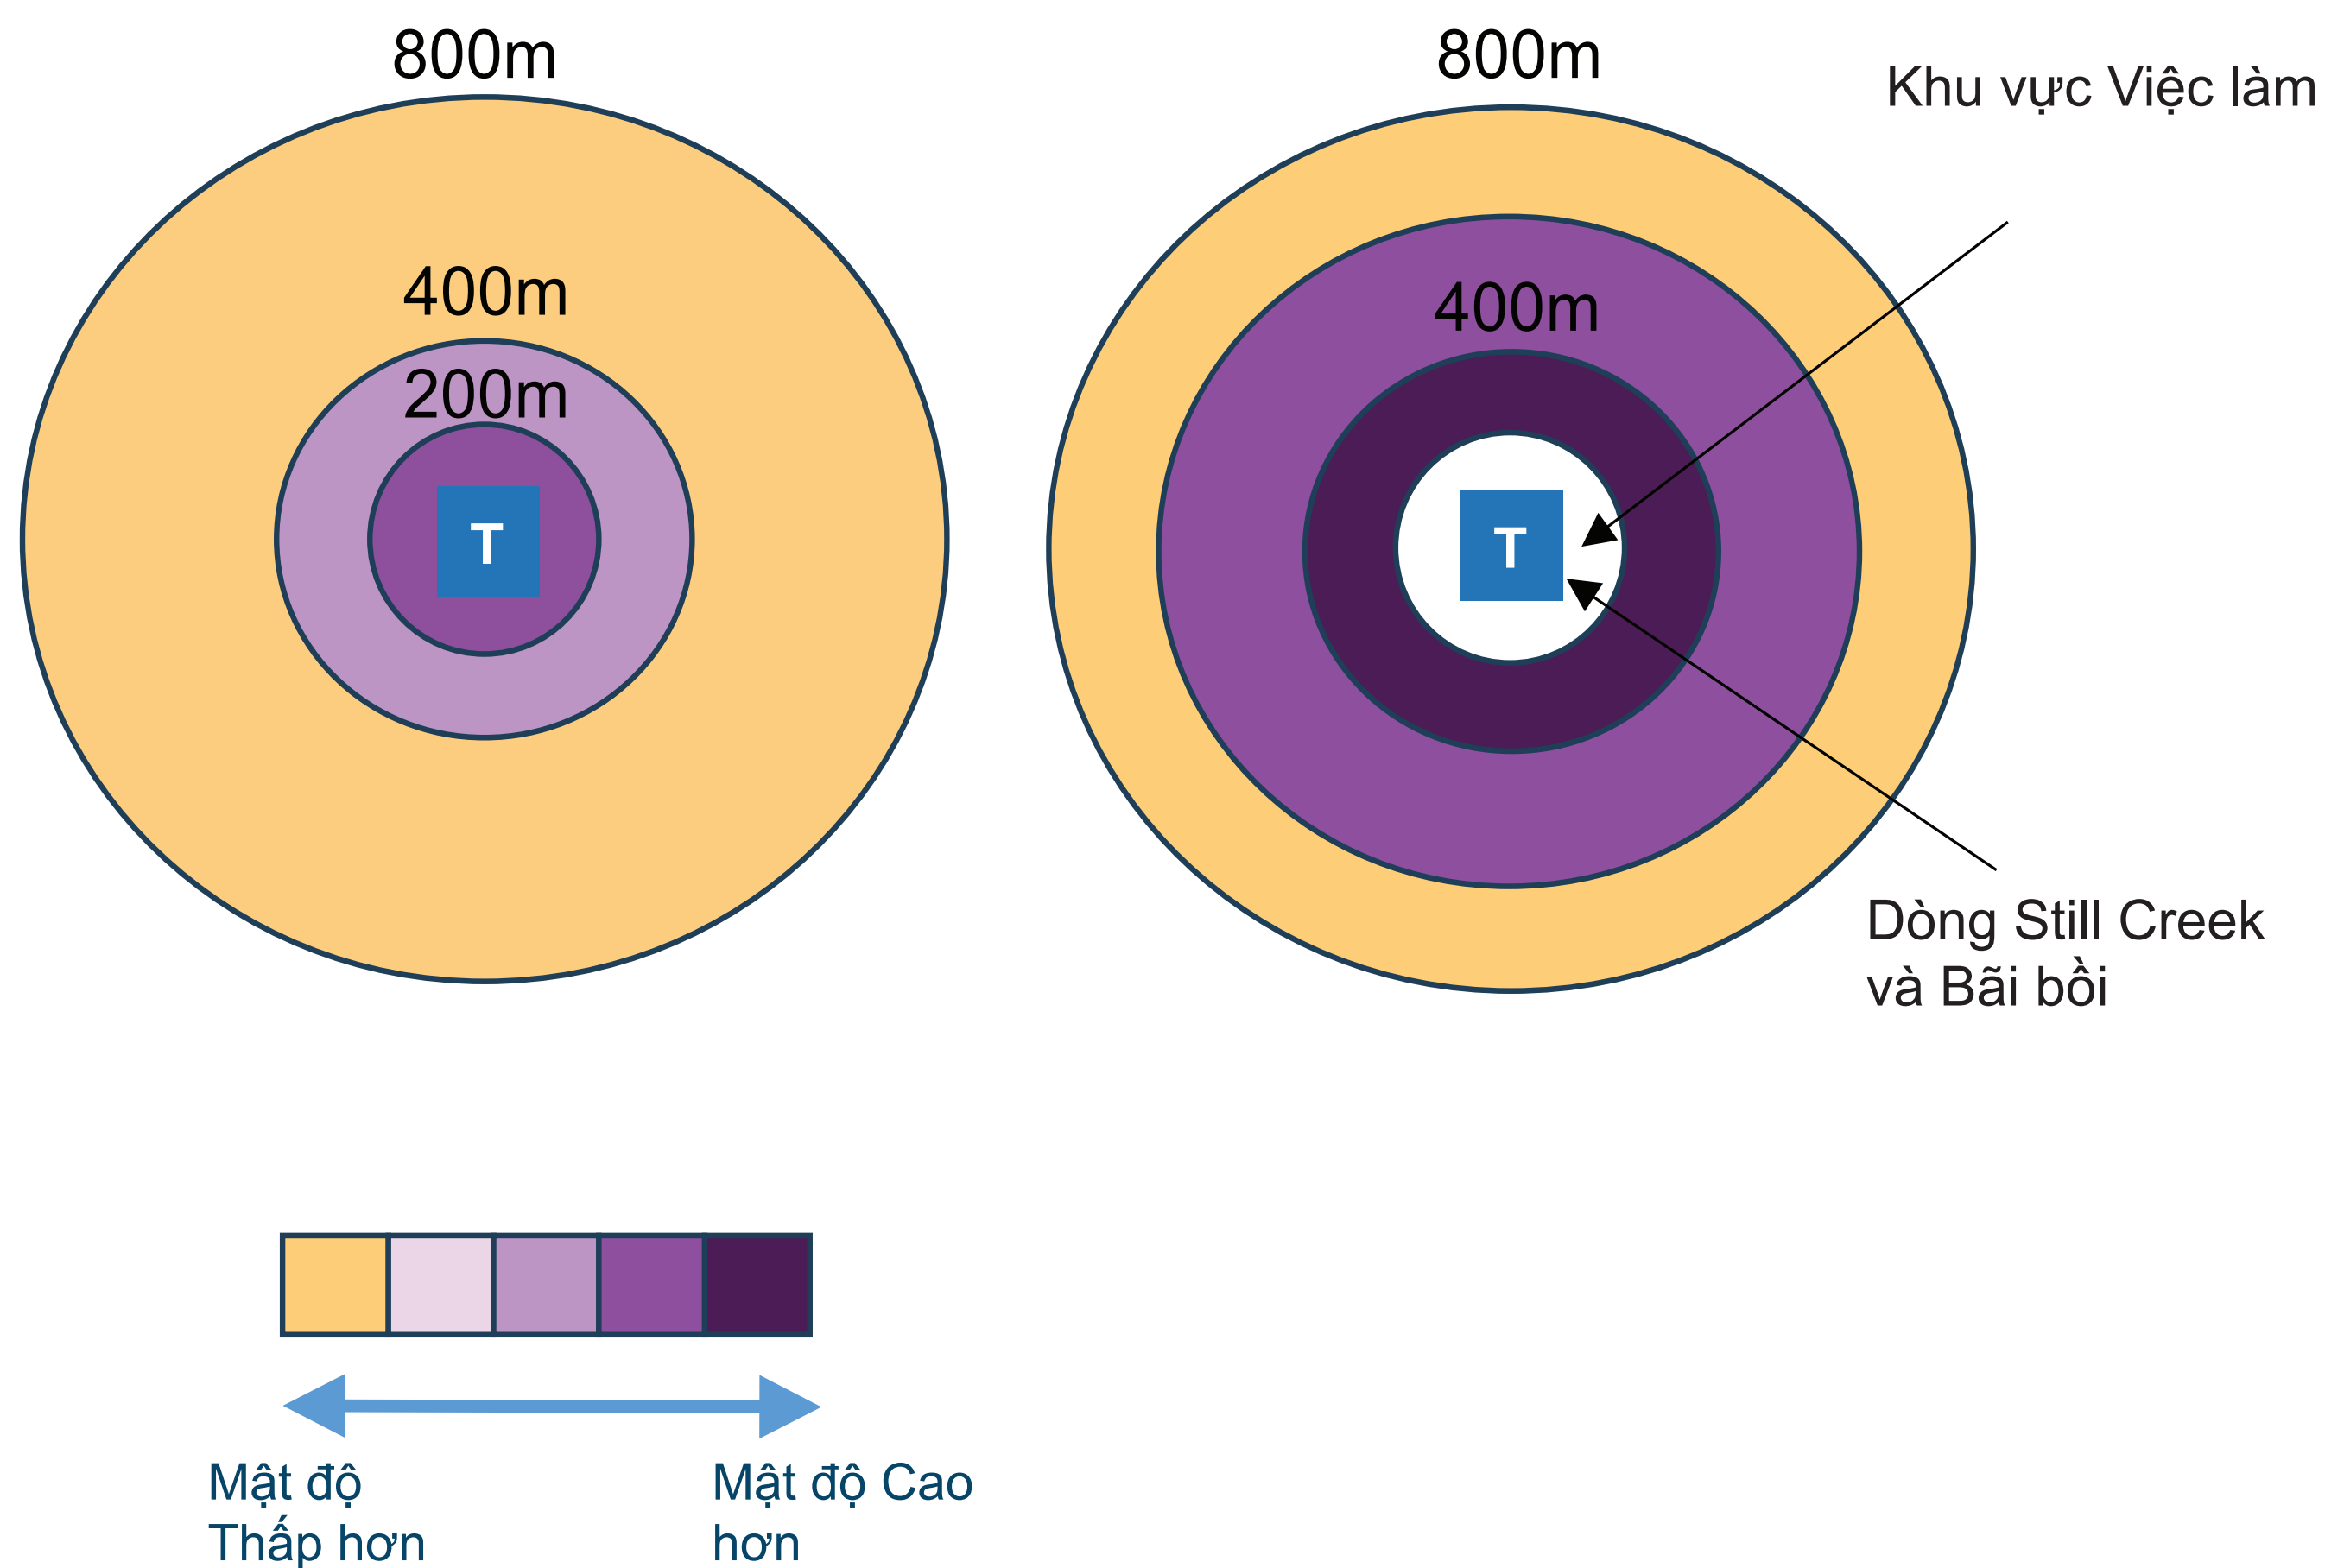 800m
400m
200m
T
800m
400m
T
Khu vực Việc làm
Dòng Still Creek
và Bãi bồi
Mật độ
Thấp hơn
Mật độ Cao
hơn